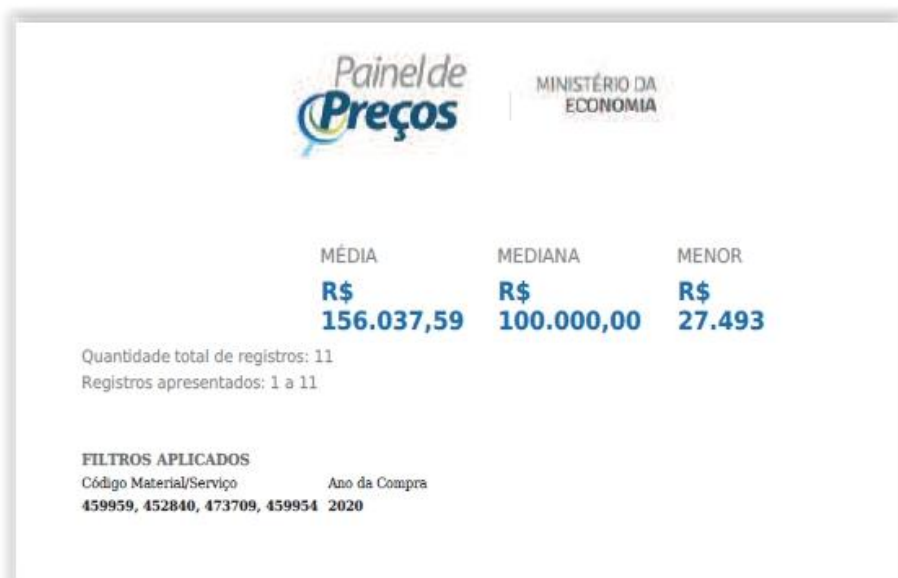 Painel de
Preços
MINISTÉRIO DA
ECONOMIA
MÉDIA MEDIANA MENOR
R$ R$ R$
156.037,59 100.000,00 27.493
Quantidade total de registros: 11
Registros apresentados: 1 a 11
FILTROS APLICADOS
Código Material/Serviço Ano da Compra
459959, 452840, 473709, 459954 2020